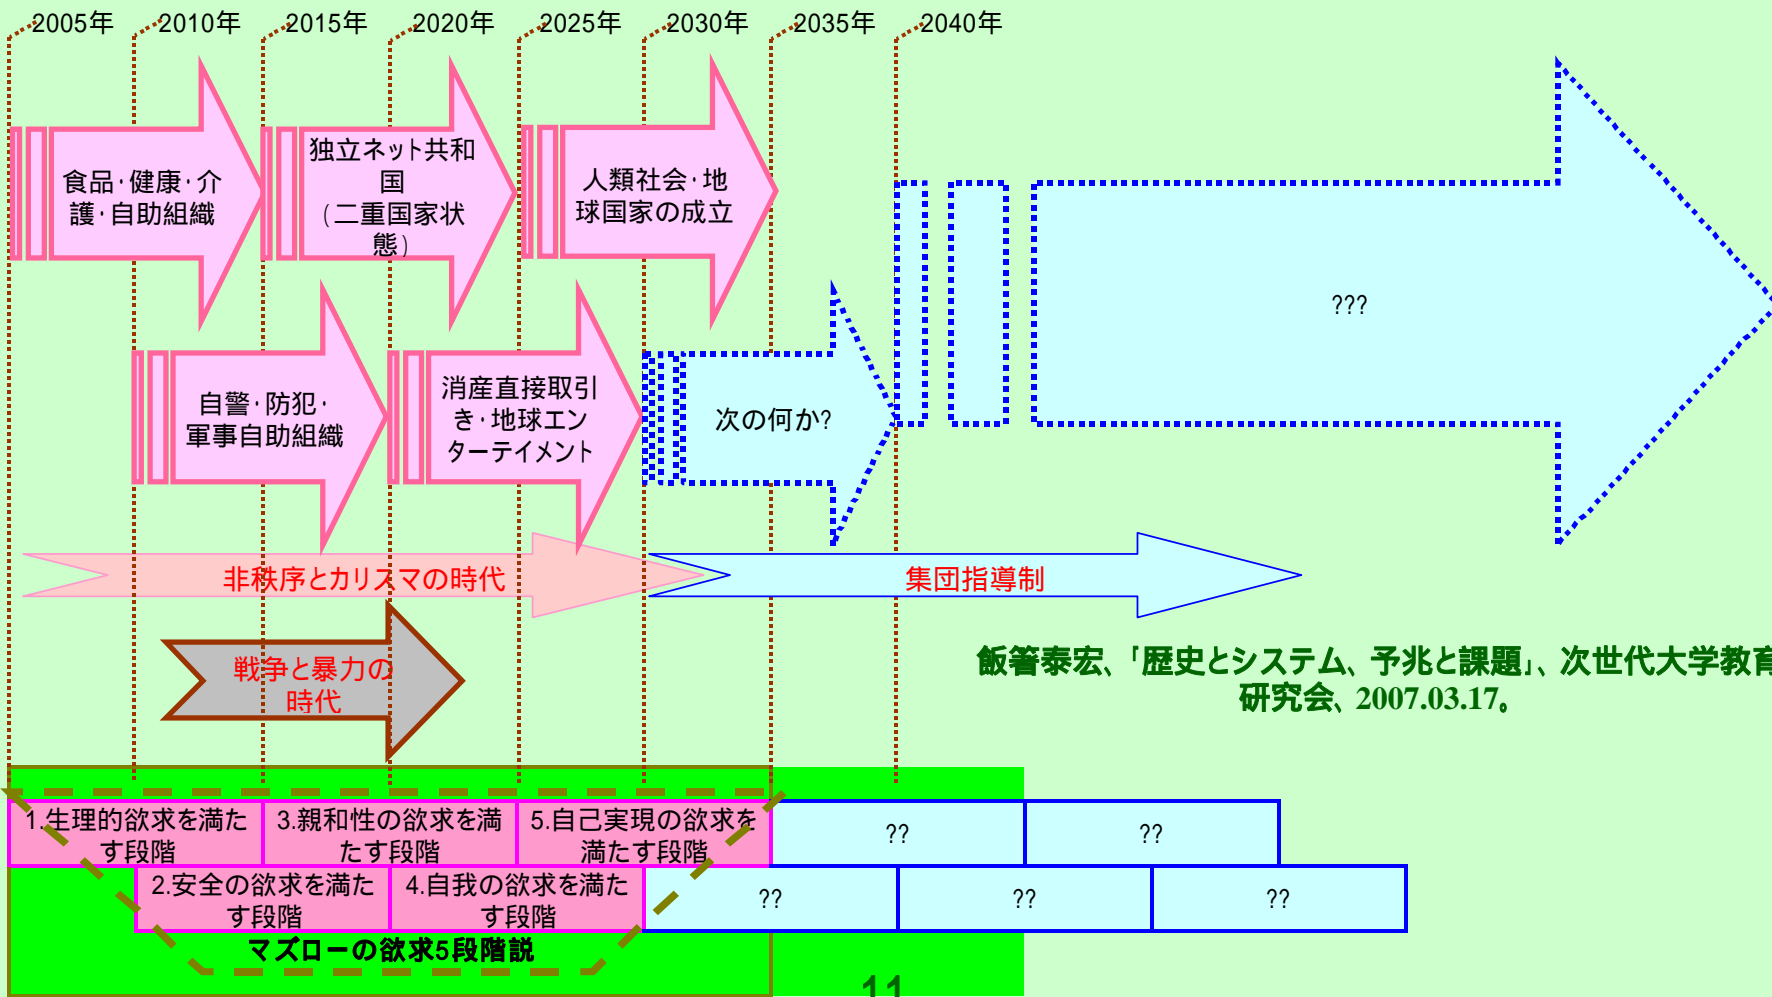 2005年 2010年 2015年 2020年 2025年 2030年 2035年 2040年
食品·健康·介
護·自助組織
独立ネット共和
国
(二重国家状
態)
人類社会·地
球国家の成立
???
自警·防犯·
軍事自助組織
消産直接取引
き·地球エン
ターテイメント
次の何か?
非秩序とカリスマの時代
集団指導制
戦争と暴力の
時代
飯箸泰宏、「歴史とシステム、予兆と課題」、次世代大学教育
研究会、2007.03.17。
1.生理的欲求を満た
す段階
3.親和性の欲求を満
たす段階
5.自己実現の欲求を
満たす段階
??
??
2.安全の欲求を満た
す段階
4.自我の欲求を満た
す段階
??
??
??
マズローの欲求5段階説
11